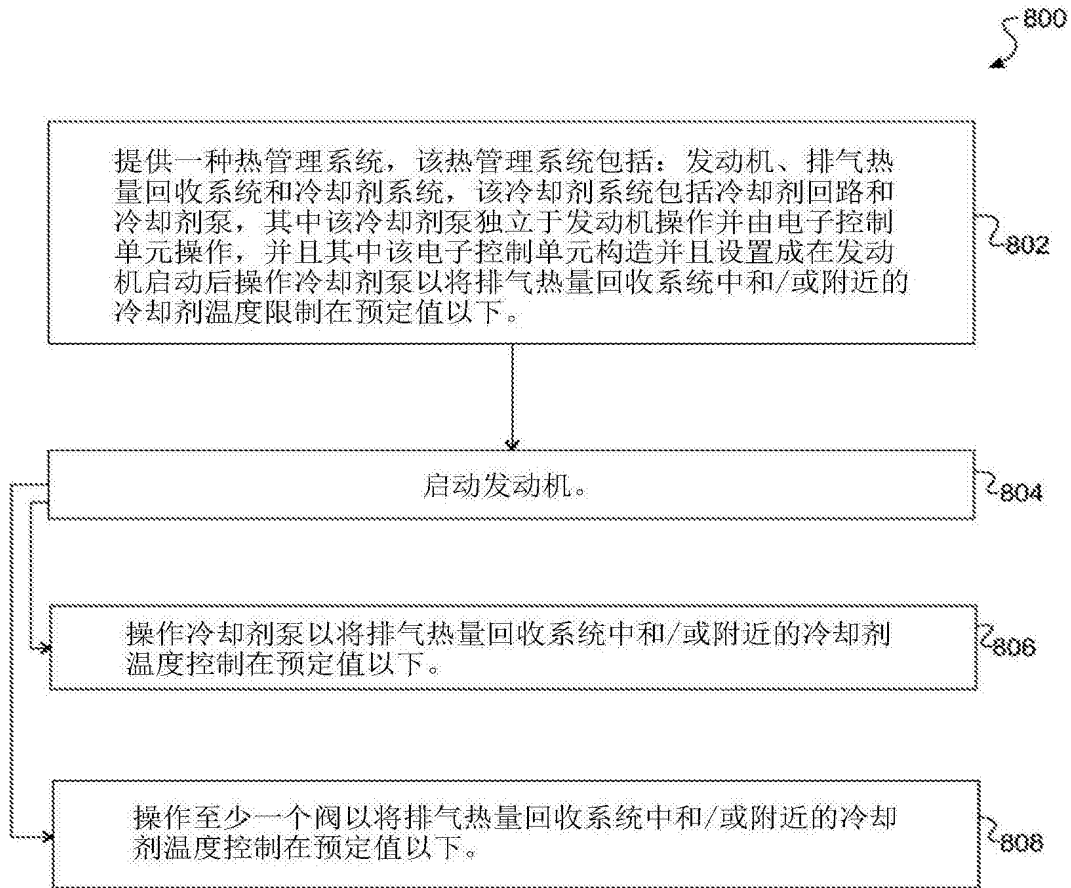 800
提供一种热管理系统，该热管理系统包括：发动机、排气热
量回收系统和冷却剂系统，该冷却剂系统包括冷却剂回路和
冷却剂泵，其中该冷却剂泵独立于发动机操作并由电子控制
单元操作，并且其中该电子控制单元构造并且设置成在发动
机启动后操作冷却剂泵以将排气热量回收系统中和/或附近的
冷却剂温度限制在预定值以下。
802
启动发动机。
804
操作冷却剂泵以将排气热量回收系统中和/或附近的冷却剂
温度控制在预定值以下。
806
操作至少一个阀以将排气热量回收系统中和/或附近的冷却
剂温度控制在预定值以下。
808